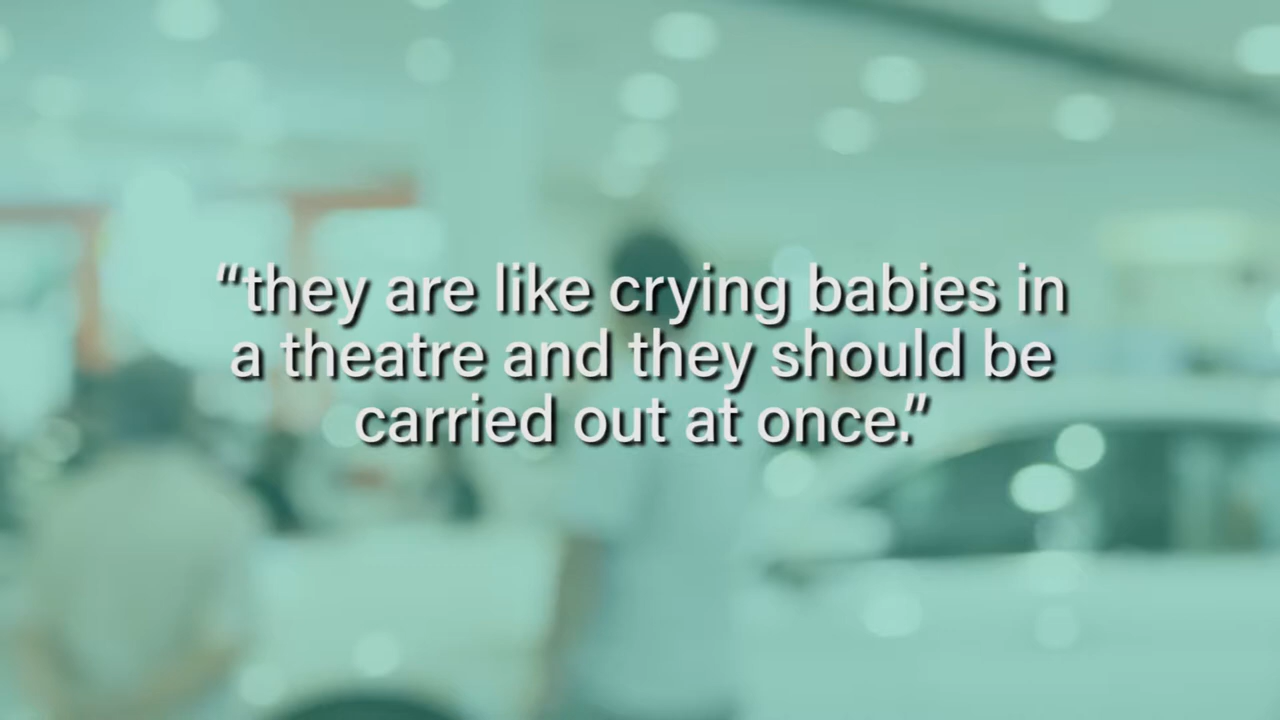 “they are like crying babies in
a theatre and they should be
carried out at once.”